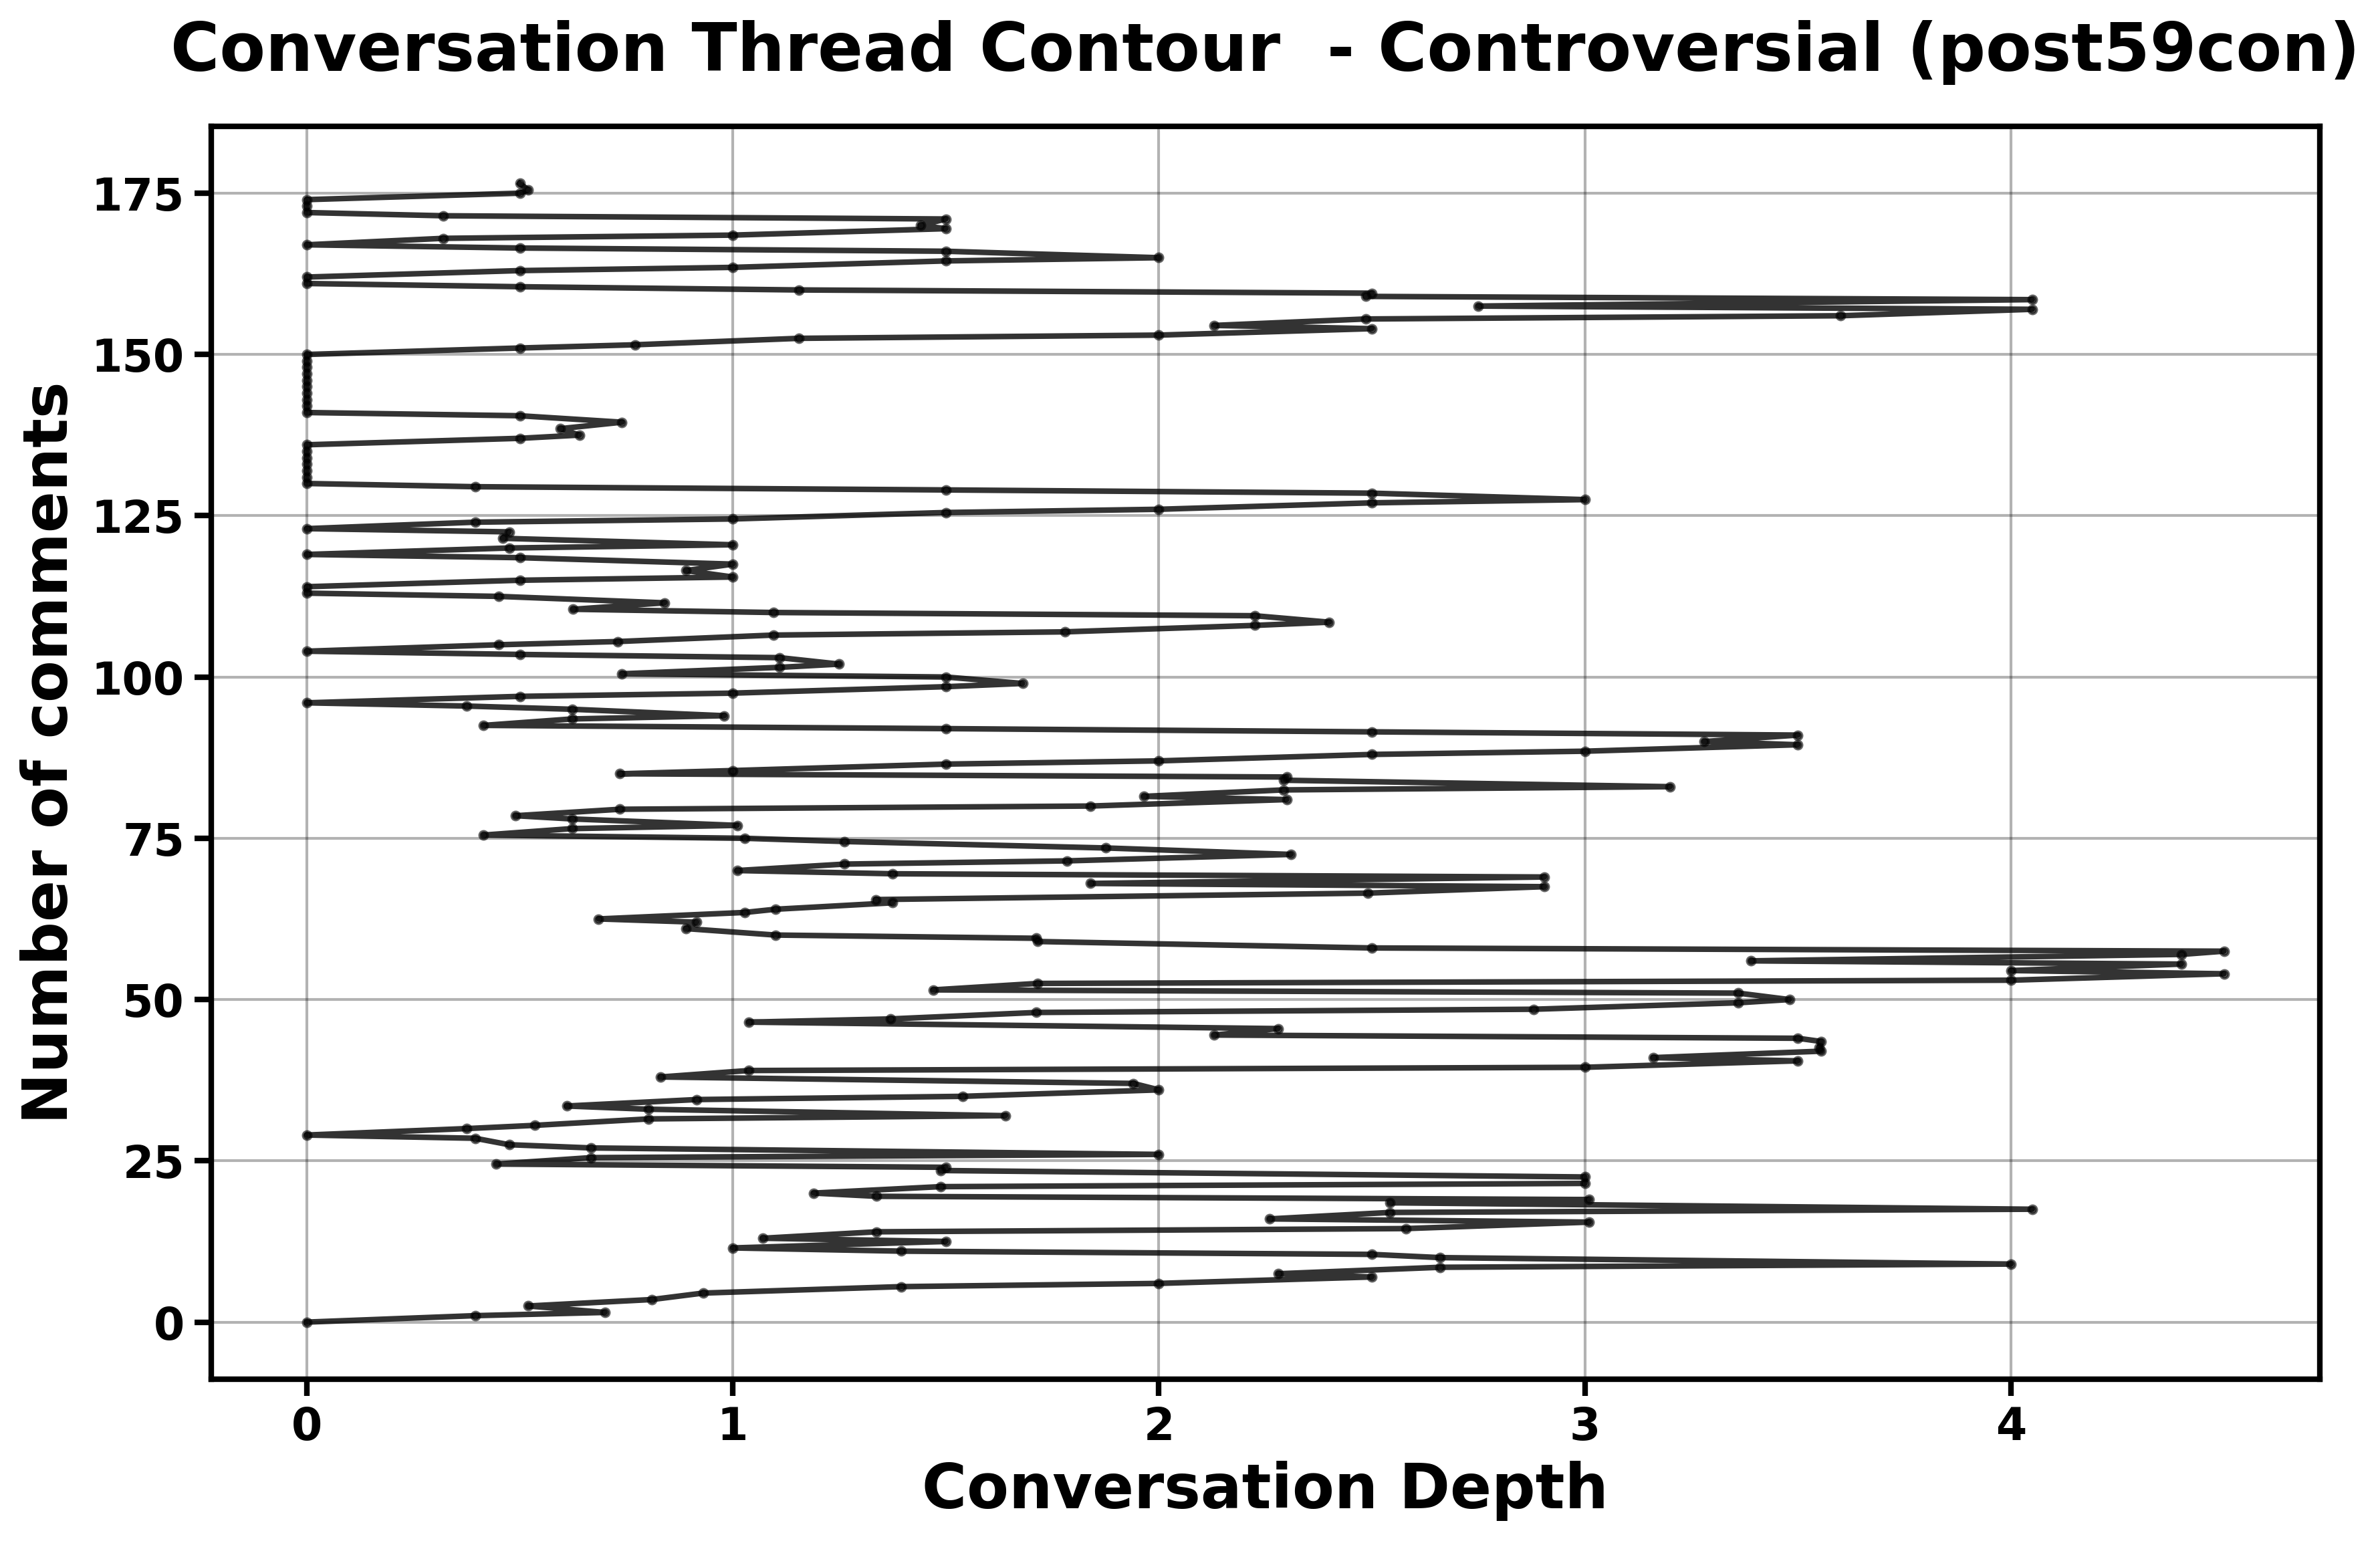 Conversation Thread Contour  - Controversial (post59con)
Number of comments
175
150
125
100
75
50
25
0
0 1 2 3 4
Conversation Depth